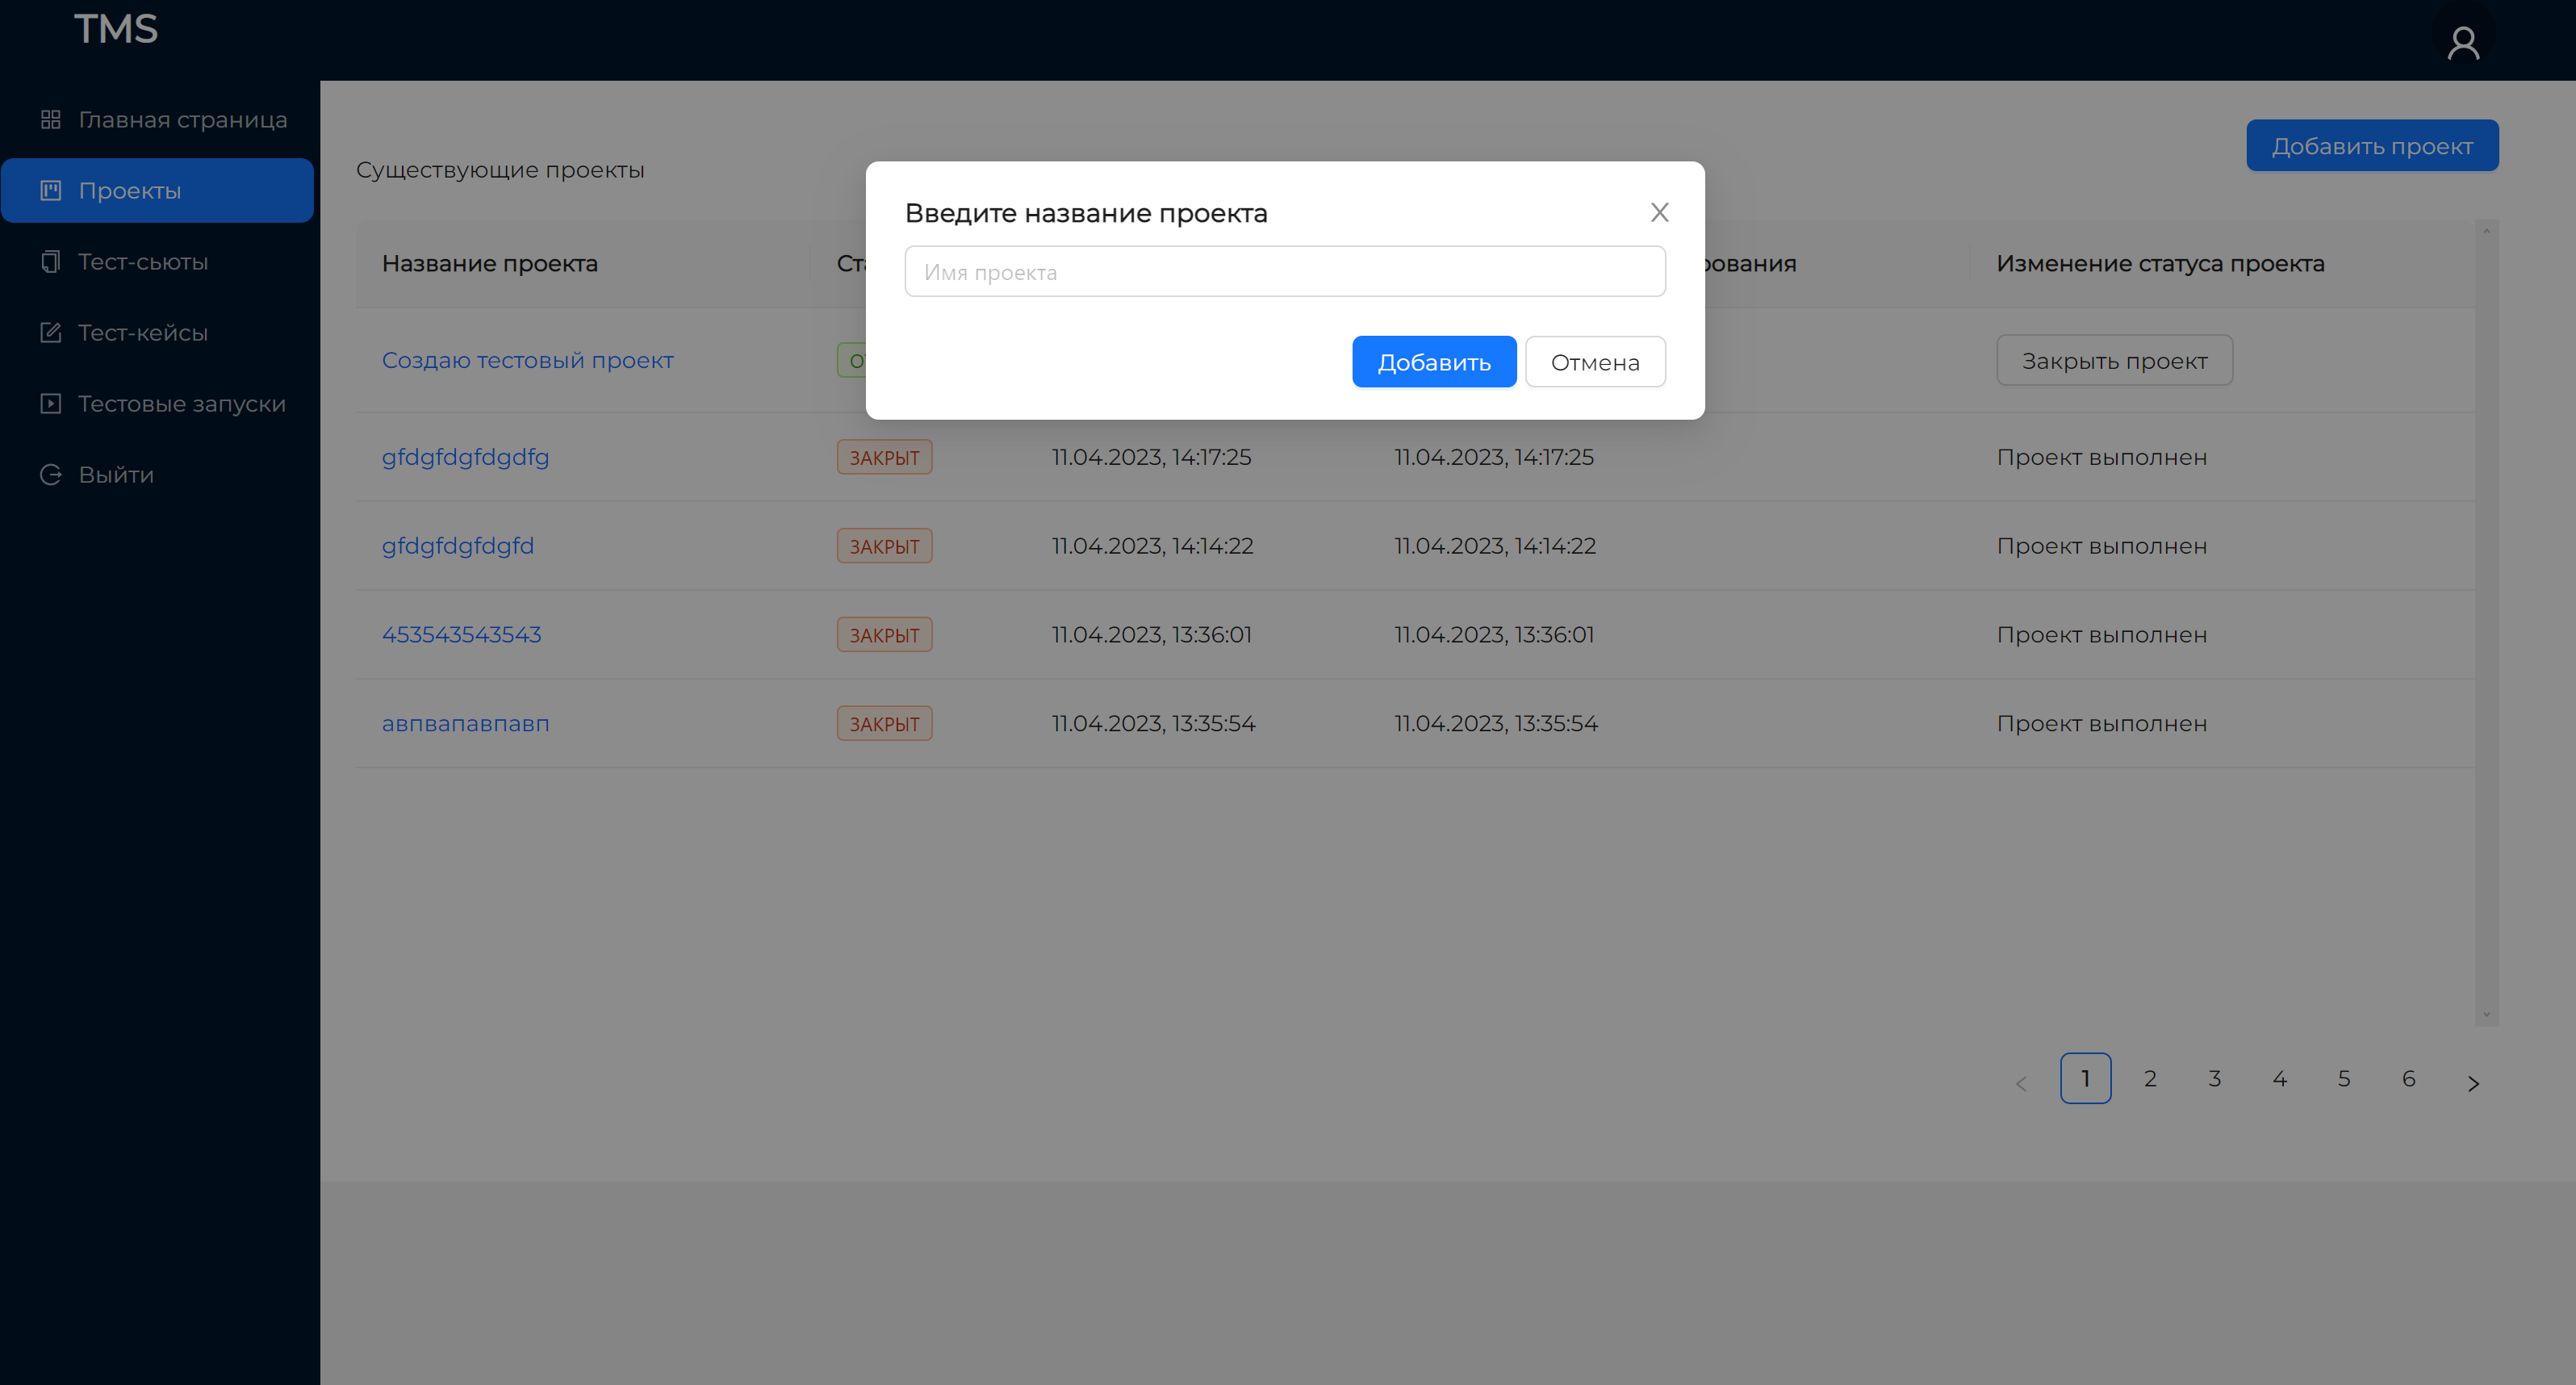 TMS
Главная страница
Проекты
Тест-сьюты
Тест-кейсы
Тестовые запуски
Выйти
Существующие проекты
Добавить проект
Введите название проекта
Имя проекта
Добавить Отмена
Название проекта Изменение статуса проекта
Создаю тестовый проект Закрыть проект
gfdgfdgfdgdfg ЗАКРЫТ 11.04.2023, 14:17:25 11.04.2023, 14:17:25 Проект выполнен
gfdgfdgfdgfd ЗАКРЫТ 11.04.2023, 14:14:22 11.04.2023, 14:14:22 Проект выполнен
453543543543 ЗАКРЫТ 11.04.2023, 13:36:01 11.04.2023, 13:36:01 Проект выполнен
авпвапавпавп ЗАКРЫТ 11.04.2023, 13:35:54 11.04.2023, 13:35:54 Проект выполнен
1 2 3 4 5 6